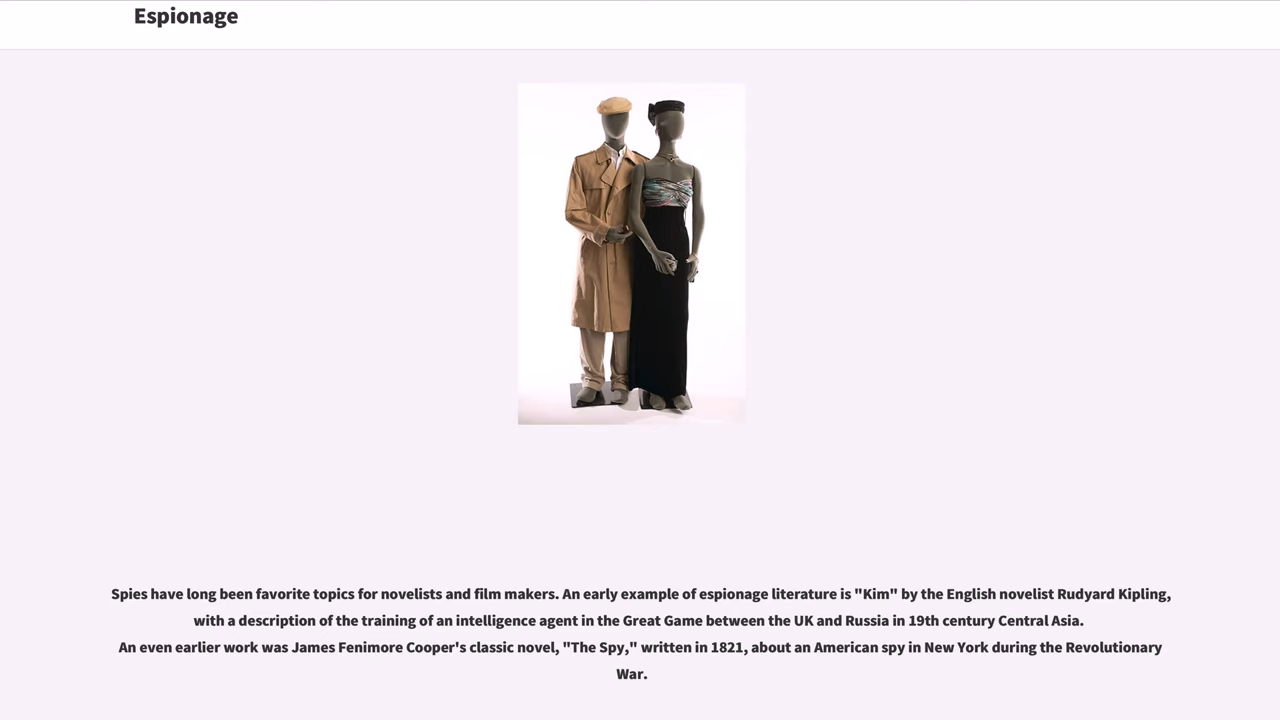 Espionage
Spies have long been favorite topics for novelists and film makers. An early example of espionage literature is "Kim" by the English novelist Rudyard Kipling,
with a description of the training of an intelligence agent in the Great Game between the UK and Russia in 19th century Central Asia.
An even earlier work was James Fenimore Cooper's classic novel, "The Spy," written in 1821, about an American spy in New York during the Revolutionary
War.